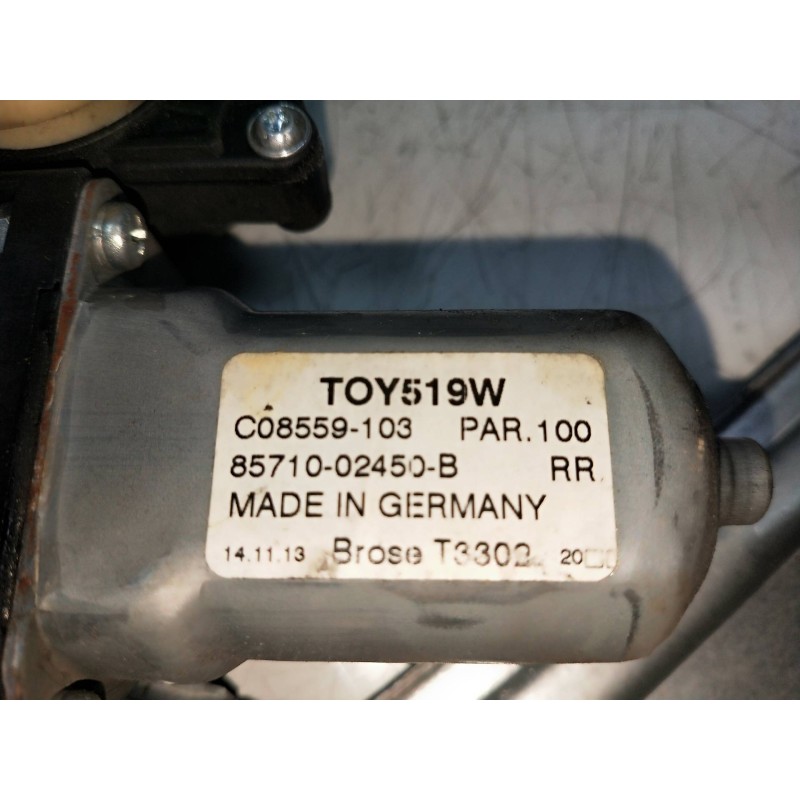 TOY519W
C08559-103 PAR.100
85710-02450-B RR
MADE IN GERMANY
14.11.13 Brose T3302 20